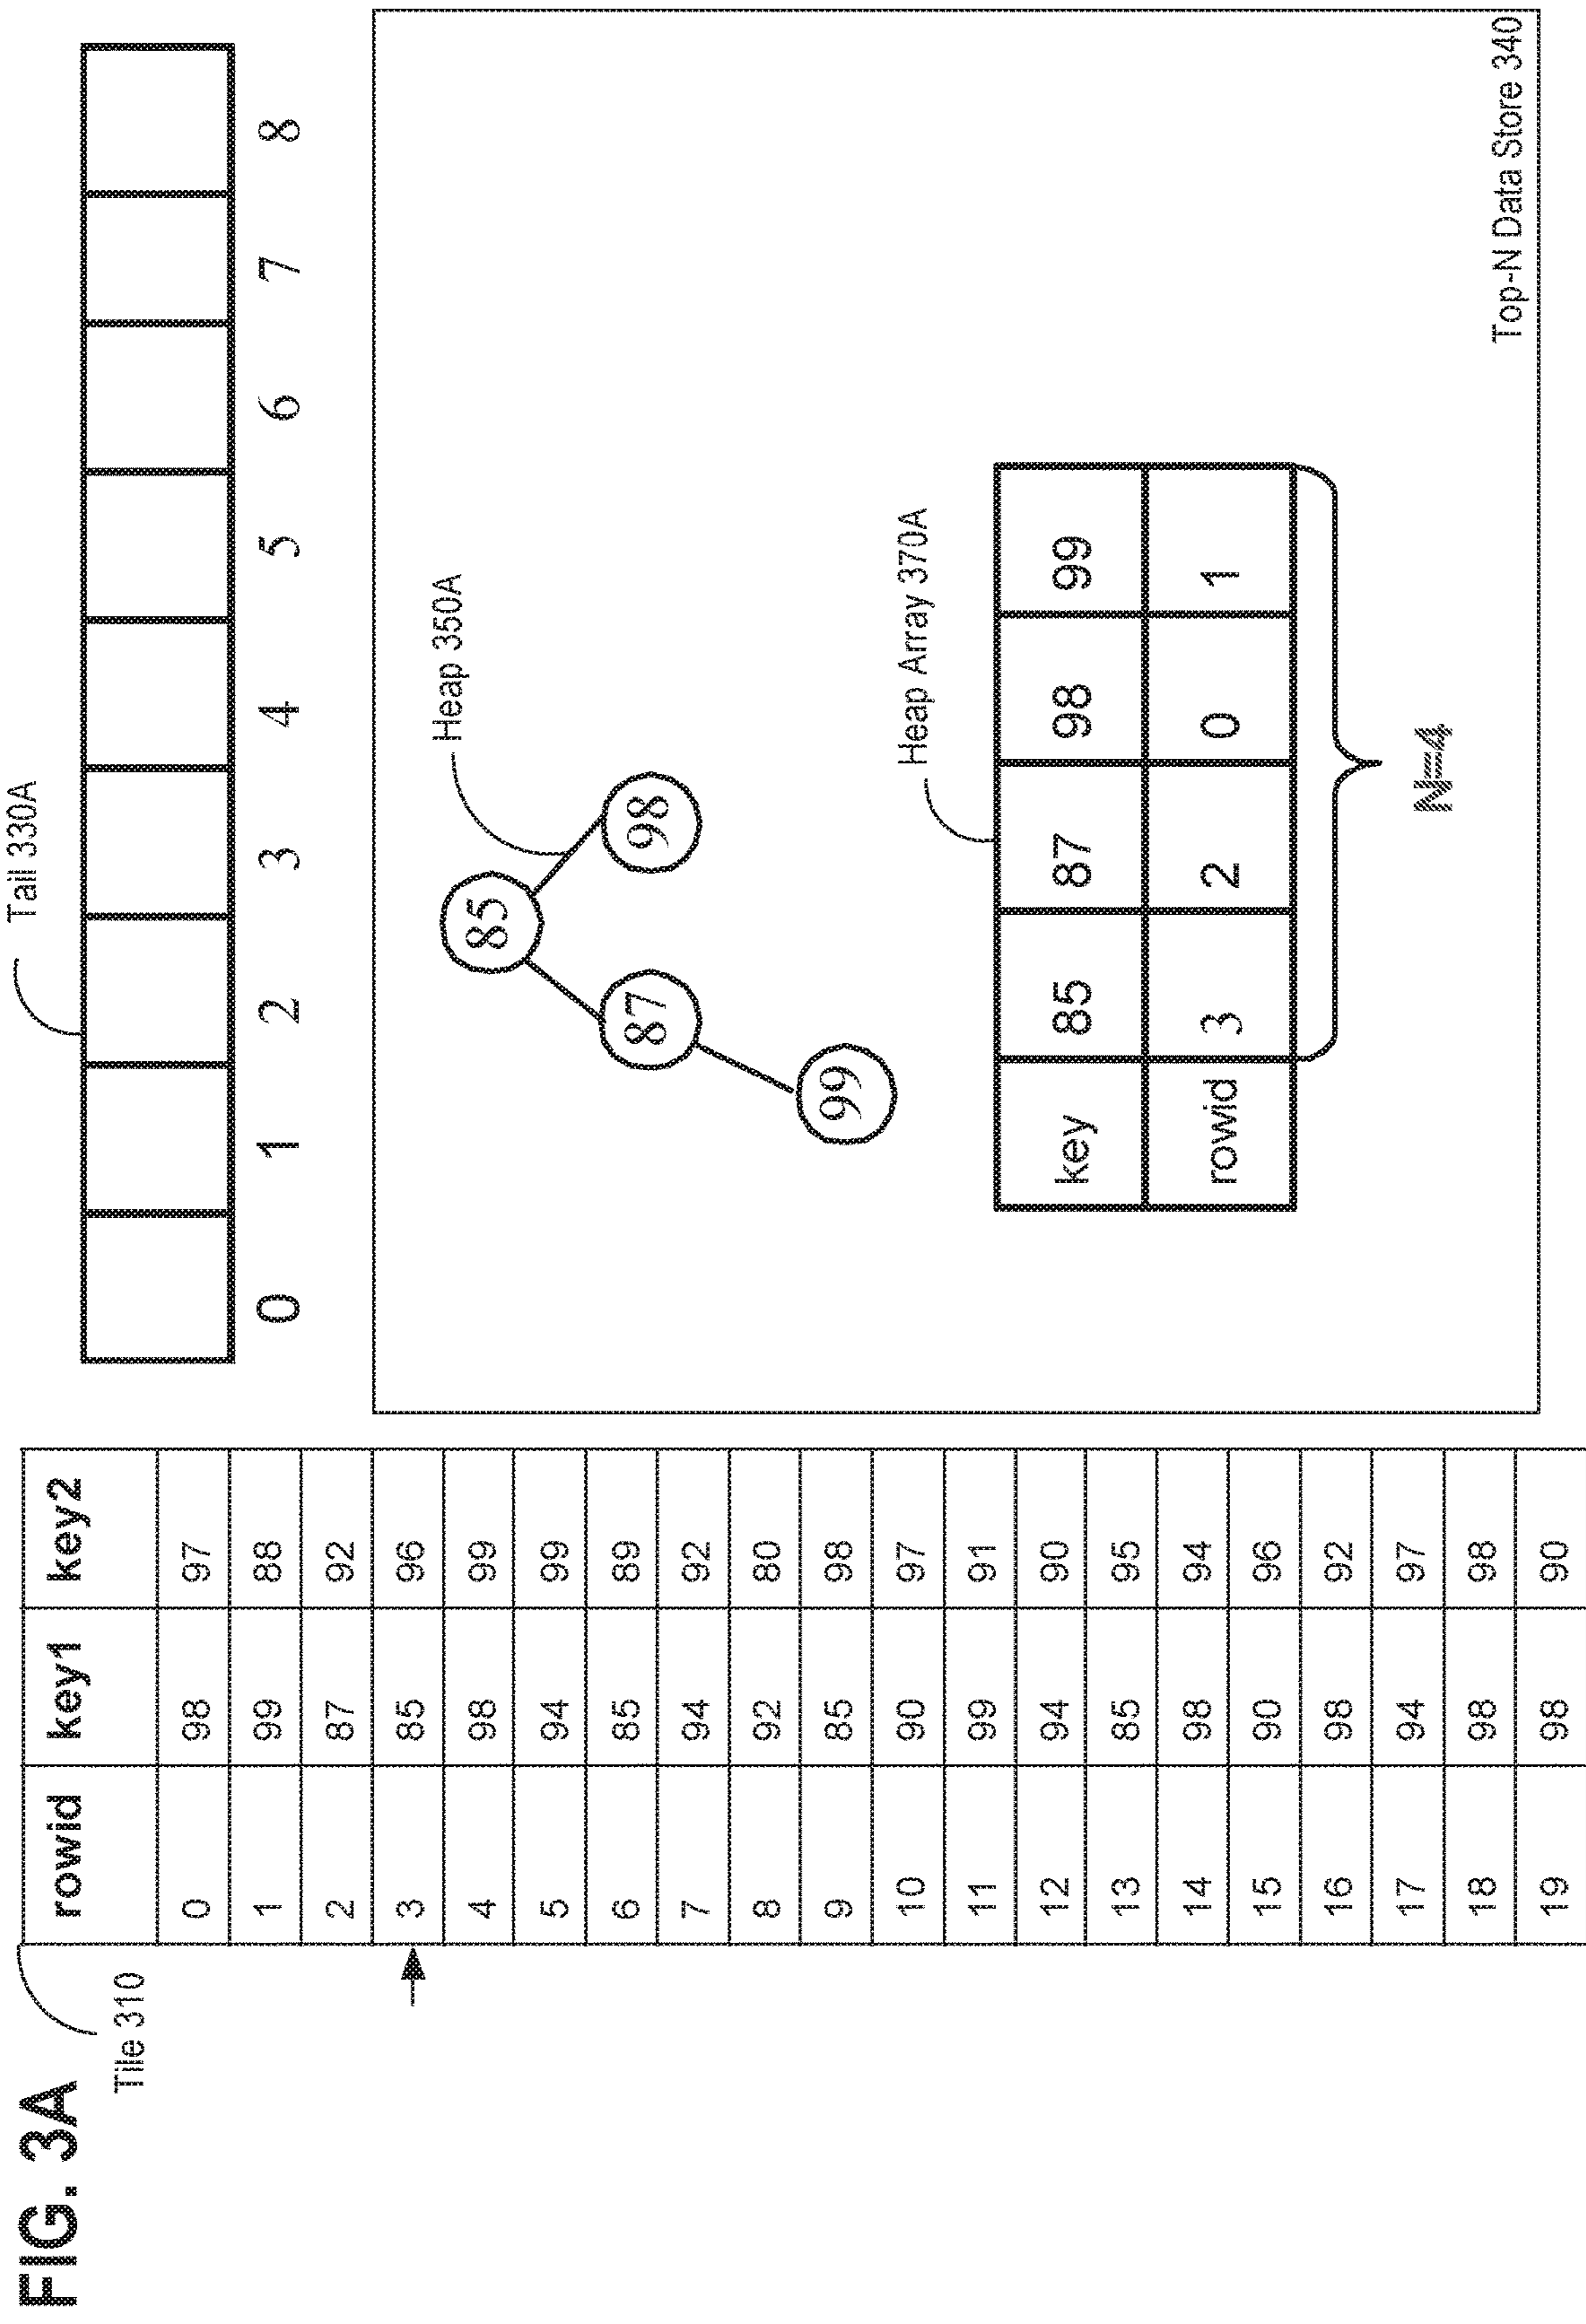 FIG. 3A
Tile 310
rowid key1 key2
0 98 97
1 99 88
2 87 92
3 85 96
4 98 99
5 94 99
6 85 89
7 94 92
8 92 80
9 85 98
10 90 97
11 99 91
12 94 90
13 85 95
14 98 94
15 90 96
16 98 92
17 94 97
18 98 98
19 98 90
Tail 330A
0 1 2 3 4 5 6 7 8
Heap 350A
85
87 98
99
Heap Array 370A
key 85 87 98 99
rowid 3 2 0 1
N=4
Top-N Data Store 340